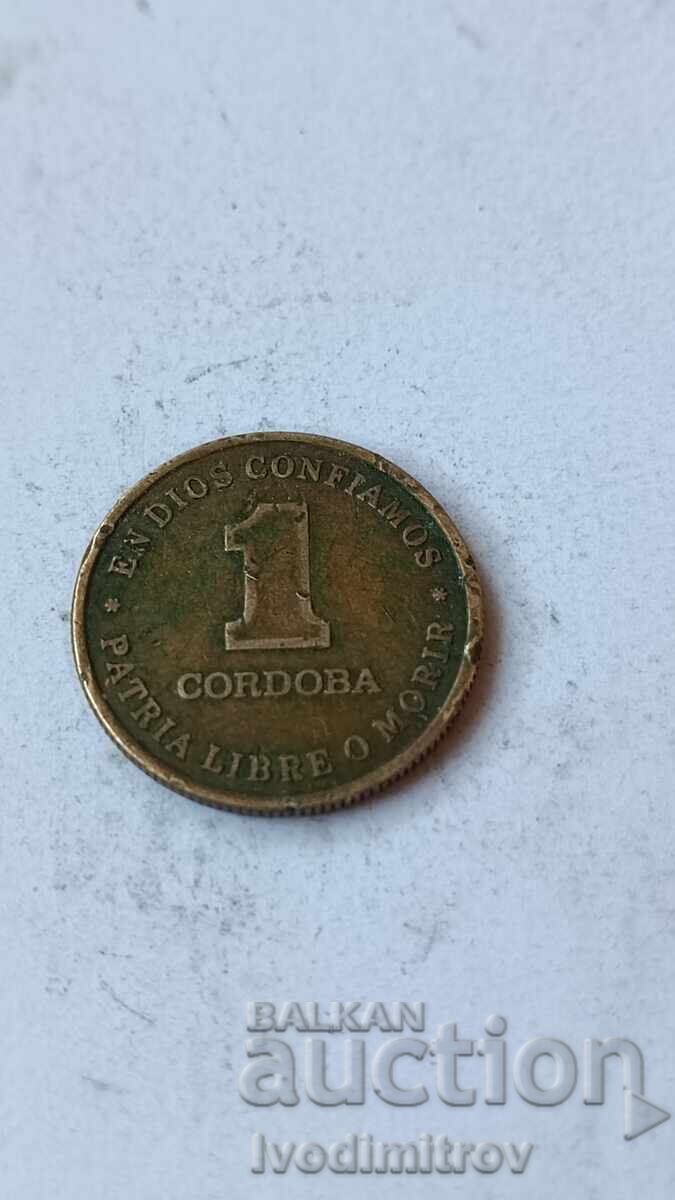 * EN DIOS CONFIAMOS *
1
CORDOBA
PATRIA LIBRE O MORIR
BALKAN
auction
Ivodimitrov